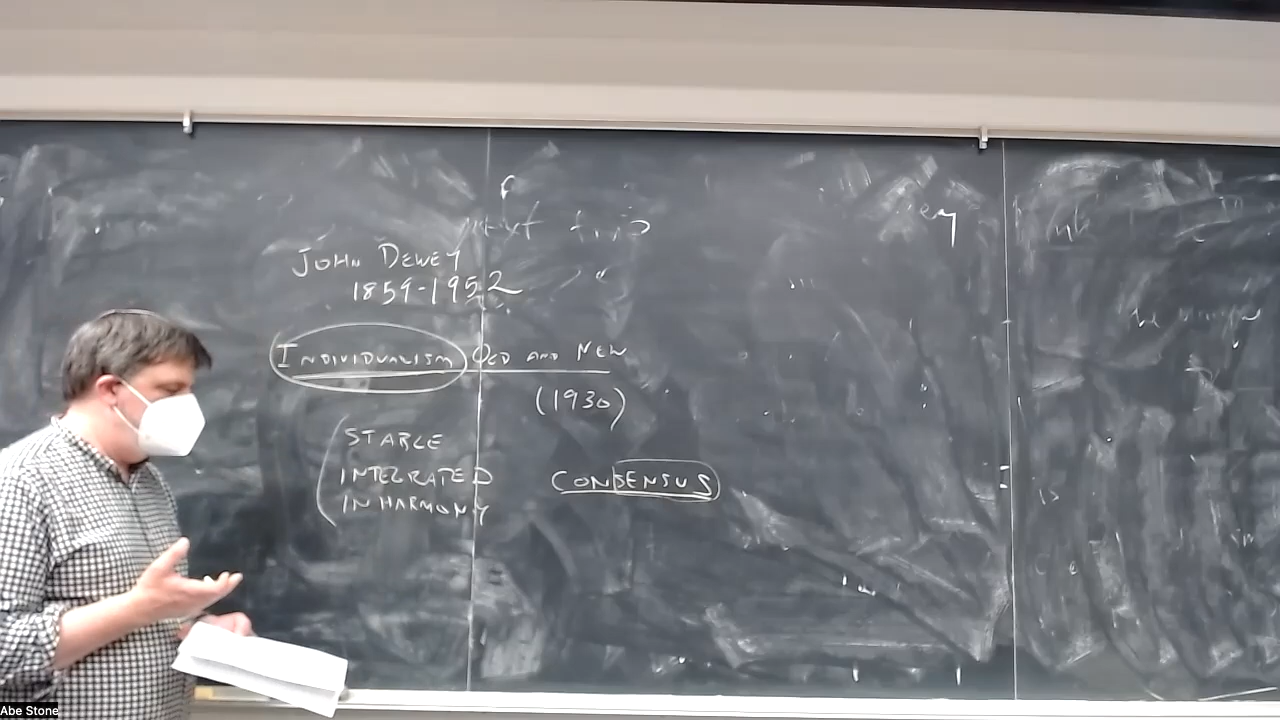 JOHN DEWEY
1859-1952
INDIVIDUALISM OLD AND NEW
(1930)
STABLE
INTEGRATED
IN HARMONY
CONSENSUS
Abe Stone